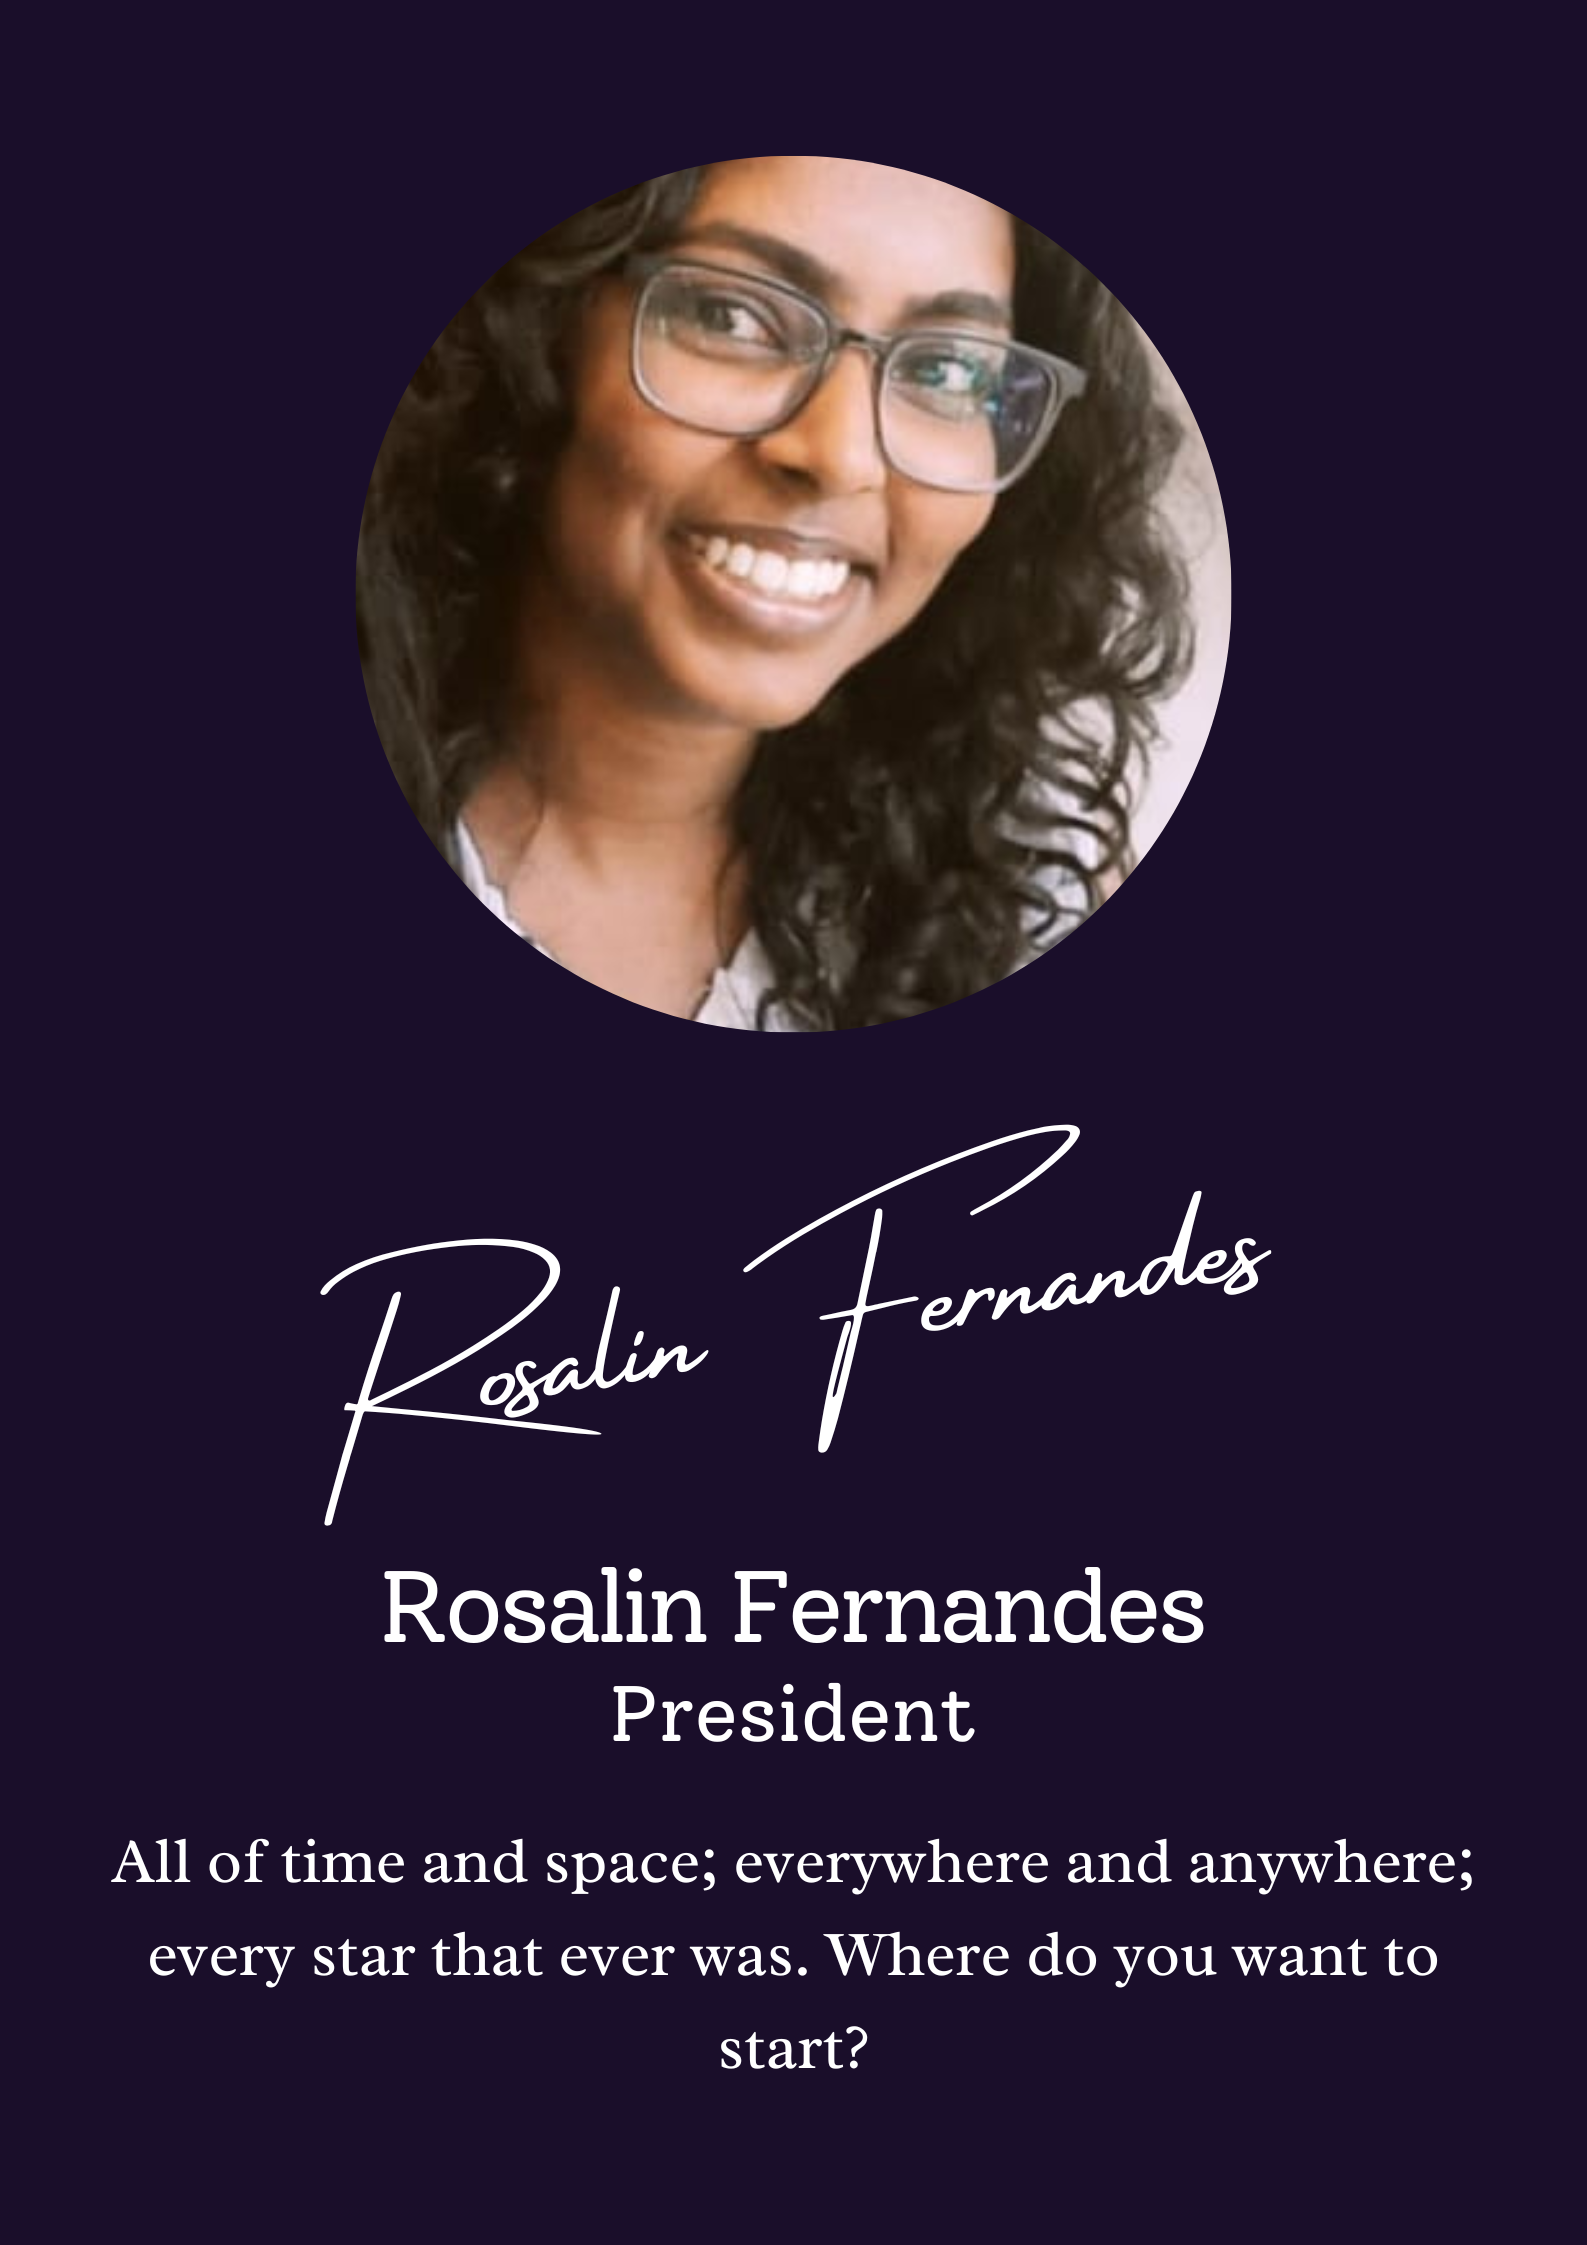 Rosalin Fernandes
Rosalin Fernandes
President
All of time and space; everywhere and anywhere;
every star that ever was. Where do you want to
start?